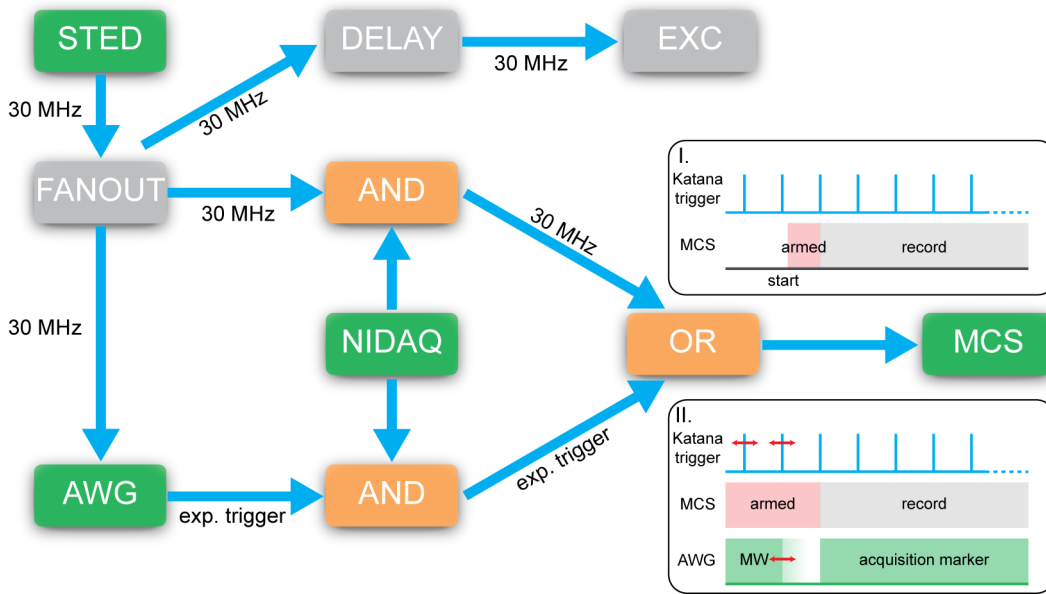 STED
DELAY
EXC
30 MHz
30 MHz
30 MHz
FANOUT
AND
30 MHz
30 MHz
I.
Katana
trigger
MCS
armed
record
start
30 MHz
NIDAQ
OR
MCS
AWG
AND
exp. trigger
exp. trigger
II.
Katana
trigger
MCS
armed
record
AWG
MW
acquisition marker